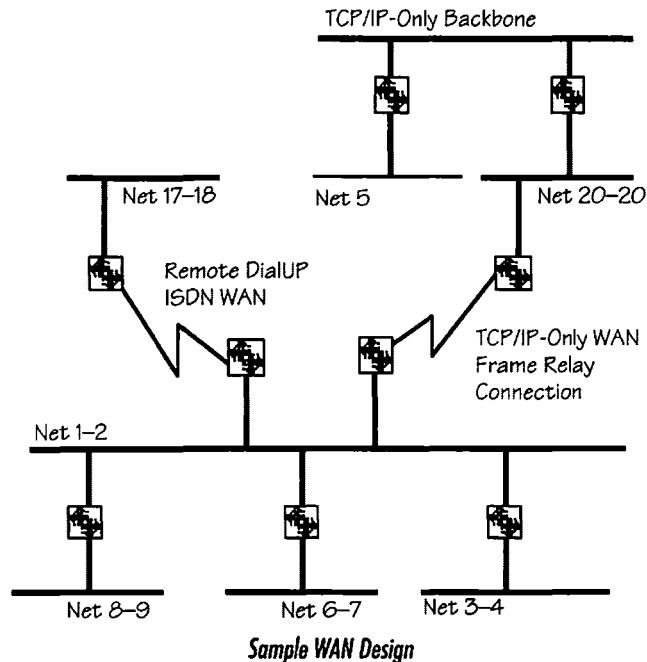 TCP/IP-Only Backbone
Net 17–18
Net 5
Net 20–20
Remote DialUP
ISDN WAN
TCP/IP-Only WAN
Frame Relay
Connection
Net 1–2
Net 8–9
Net 6–7
Net 3–4
Sample WAN Design